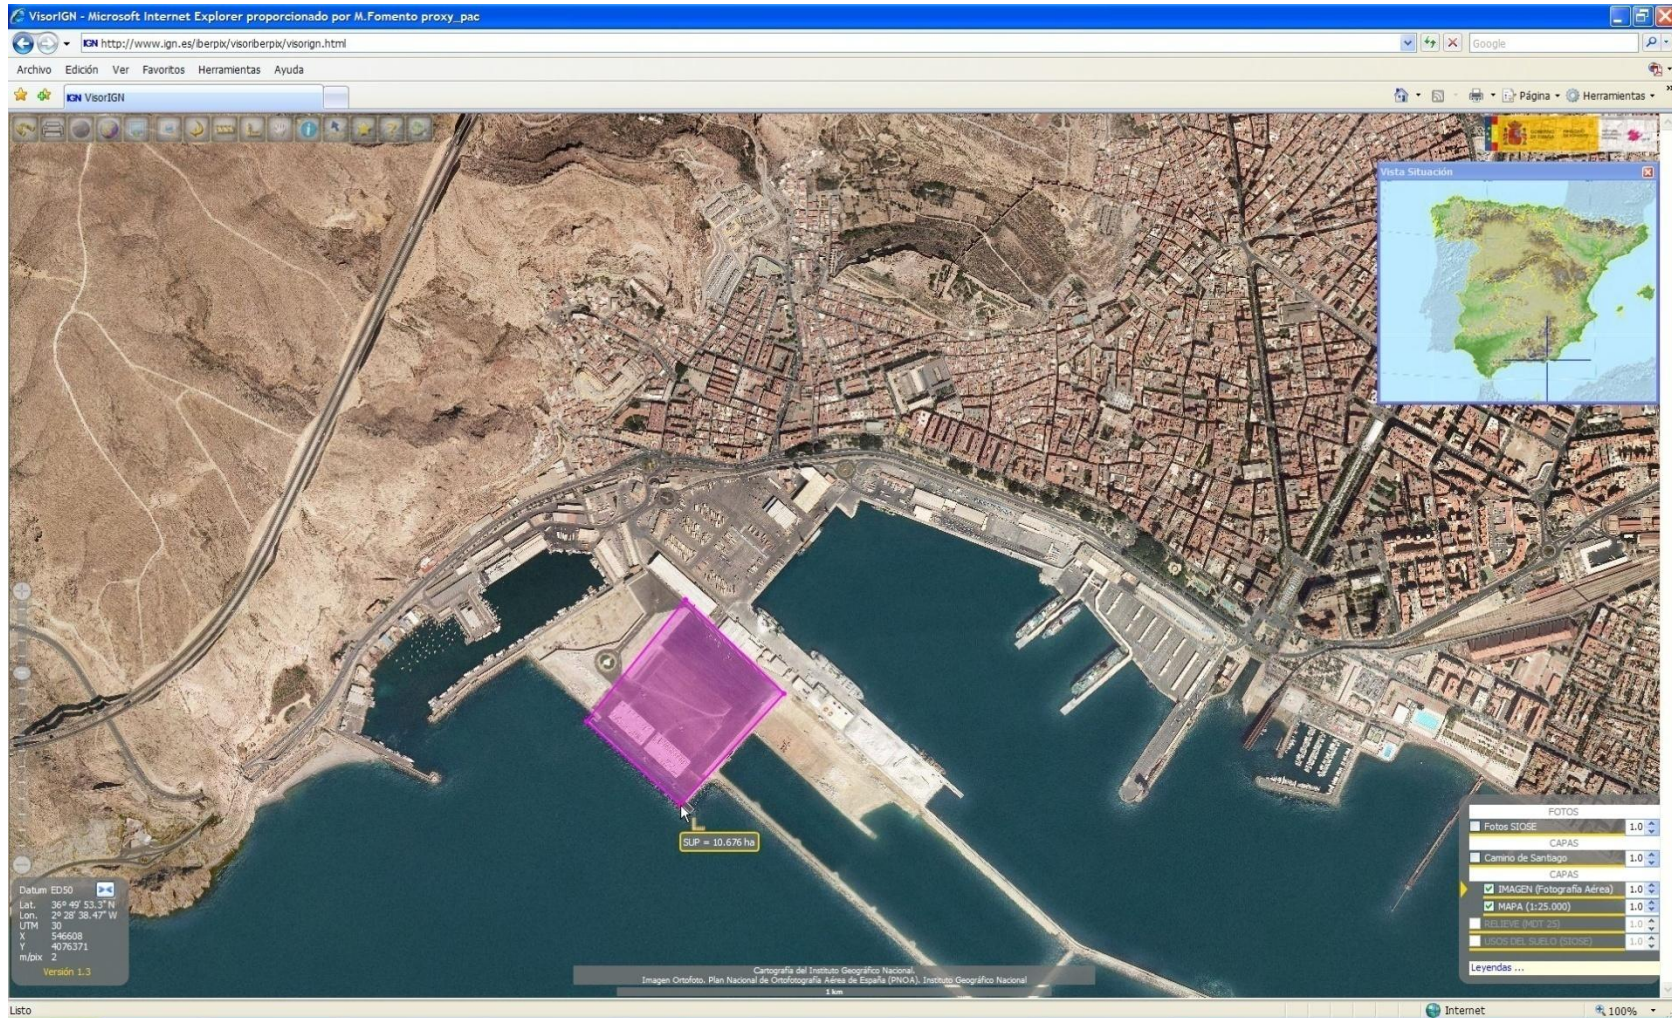 VisorIGN - Microsoft Internet Explorer proporcionado por M.Fomento proxy_pac
IGN http://www.ign.es/iberpix/visoriberpix/visorign.html
Google
Archivo Edición Ver Favoritos Herramientas Ayuda
IGN VisorIGN
Página Herramientas
Vista Situación
SUP = 10.676 ha
FOTOS
Fotos SIOSE 1.0
CAPAS
Camino de Santiago 1.0
CAPAS
IMAGEN (Fotografía Aérea) 1.0
MAPA (1:25.000) 1.0
RELIEVE (MDT 25) 1.0
USOS DEL SUELO (SIOSE) 1.0
Leyendas ...
Datum ED50
Lat. 36º 49' 53.3" N
Lon. 2º 28' 38.47" W
UTM 30
X 546608
Y 4076371
m/pix 2
Versión 1.3
Cartografía del Instituto Geográfico Nacional.
Imagen Ortofoto. Plan Nacional de Ortofotografía Aérea de España (PNOA). Instituto Geográfico Nacional
1 km
Listo
Internet
100%